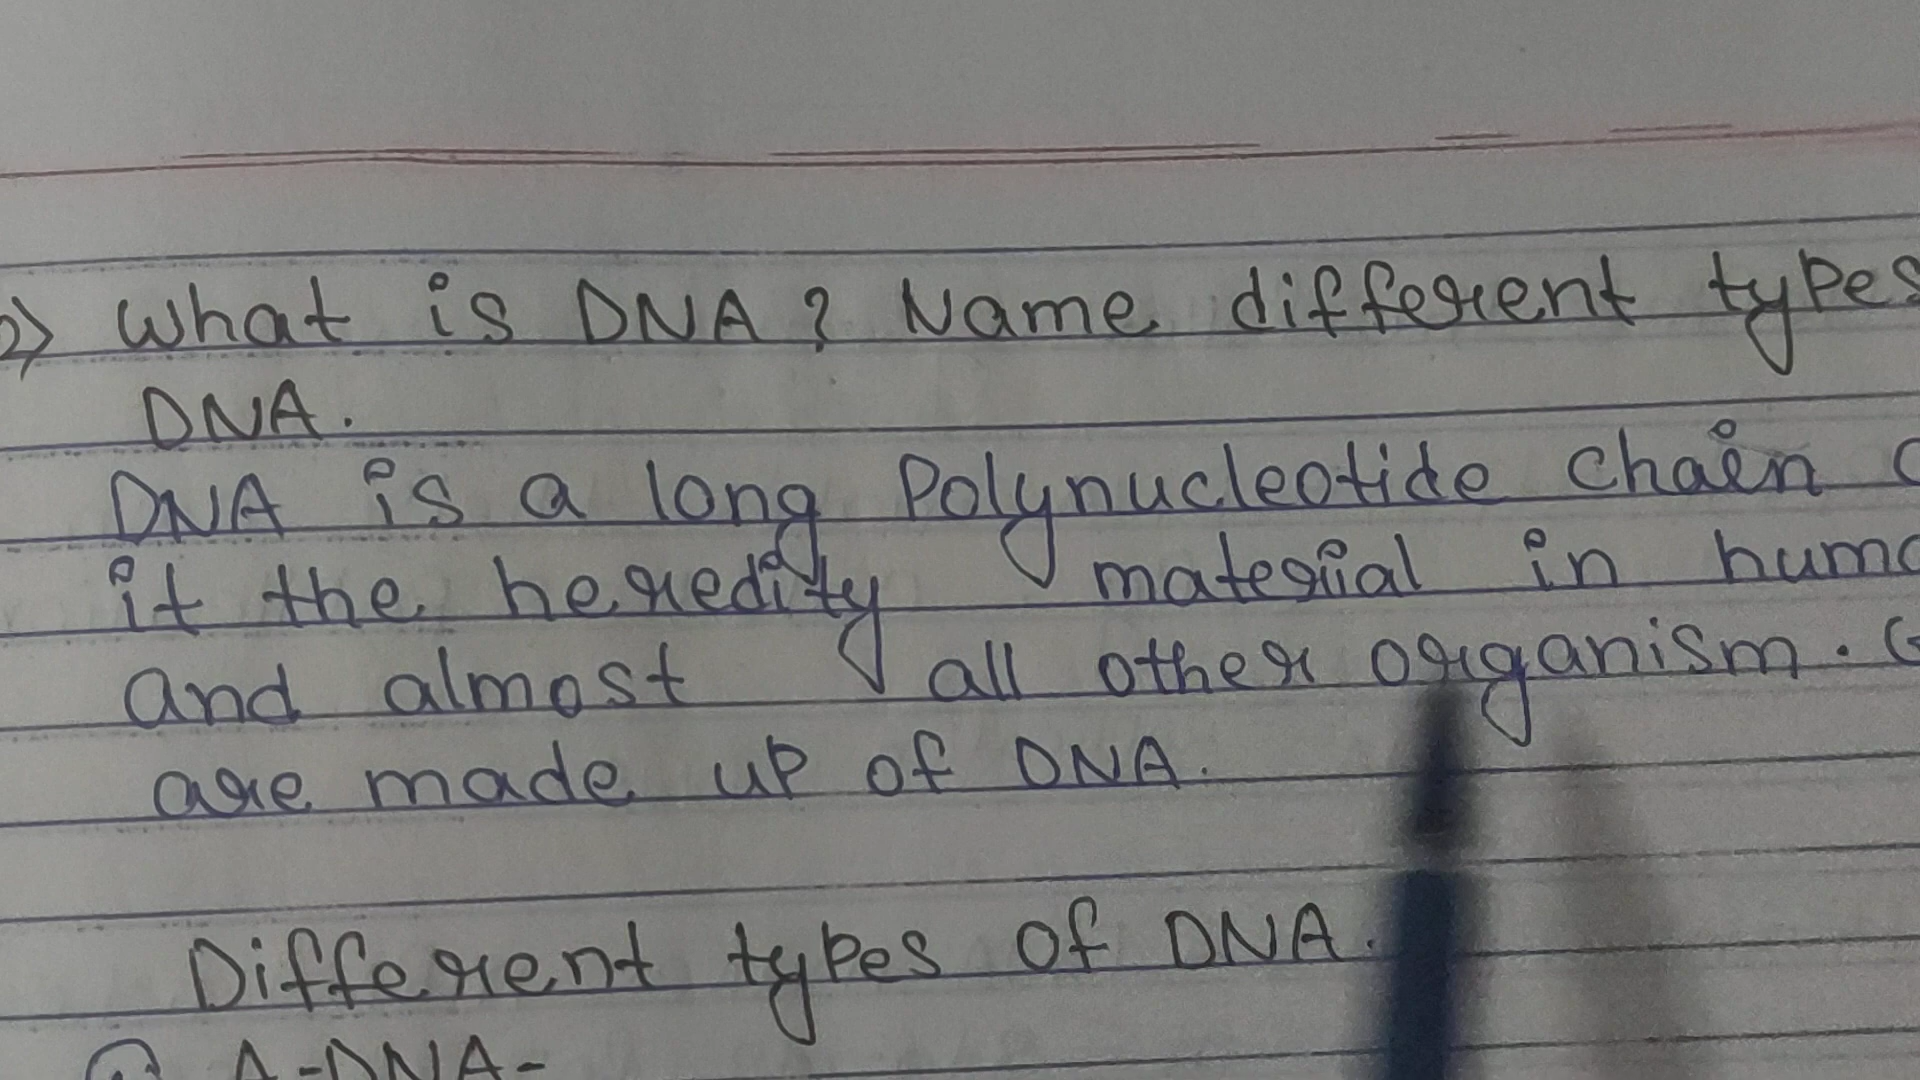 2) What is DNA? Name different types
DNA.
DNA is a long Polynucleotide chain
it the heredity material in
and almost all other organism.
are made up of DNA.
Different types of DNA.
A-DNA-